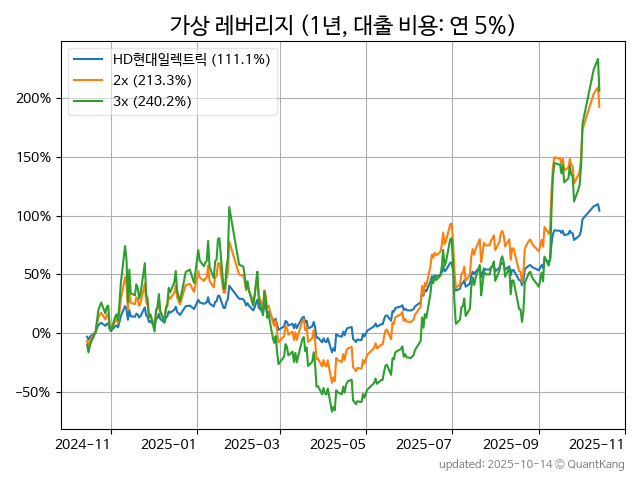 가상 레버리지 (1년, 대출 비용: 연 5%)
HD현대일렉트릭 (111.1%)
2x (213.3%)
3x (240.2%)
200%
150%
100%
50%
0%
−50%
2024-11
2025-01
2025-03
2025-05
2025-07
2025-09
2025-11
updated: 2025-10-14 © QuantKang